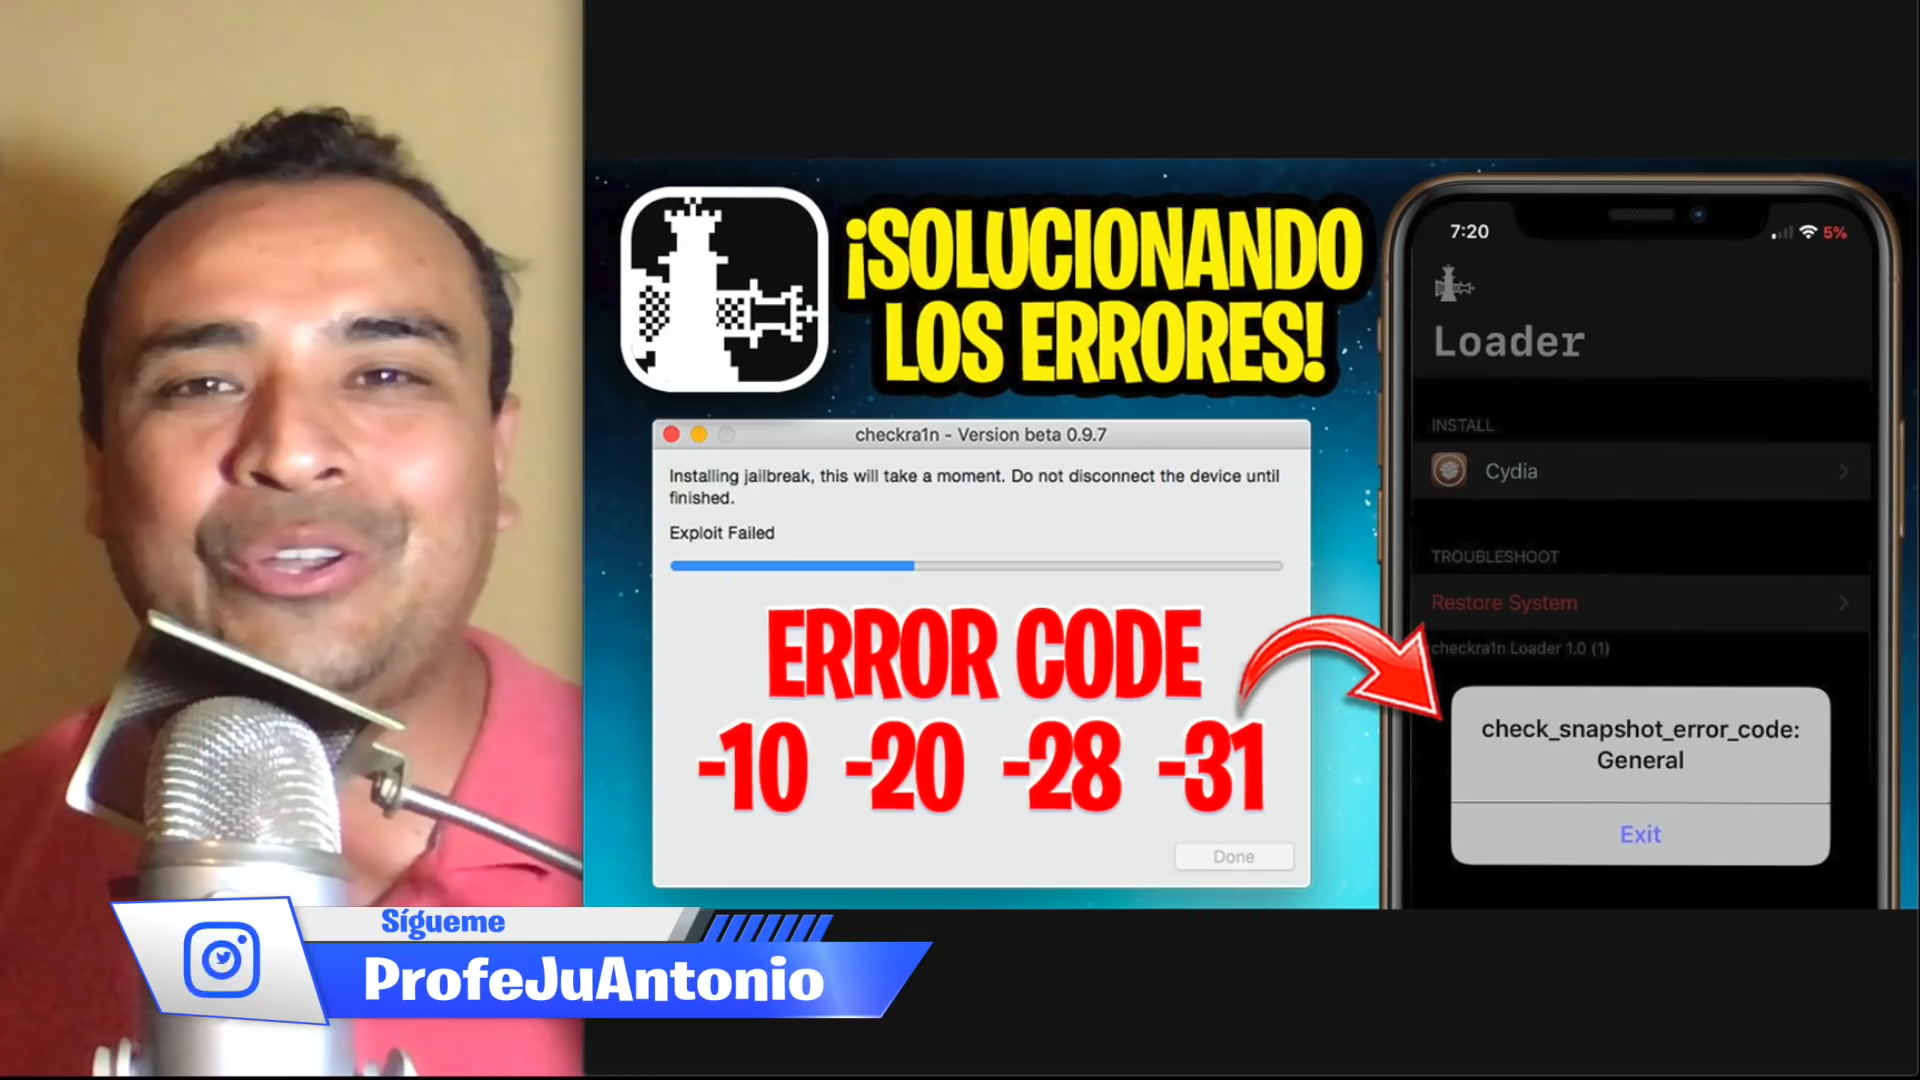 ¡SOLUCIONANDO
LOS ERRORES!
checkra1n - Version beta 0.9.7
Installing jailbreak, this will take a moment. Do not disconnect the device until
finished.
Exploit Failed
ERROR CODE
-10 -20 -28 -31
Done
7:20
5%
Loader
INSTALL
Cydia
TROUBLESHOOT
Restore System
checkra1n Loader 1.0 (1)
check_snapshot_error_code:
General
Exit
Sígueme
ProfeJuAntonio